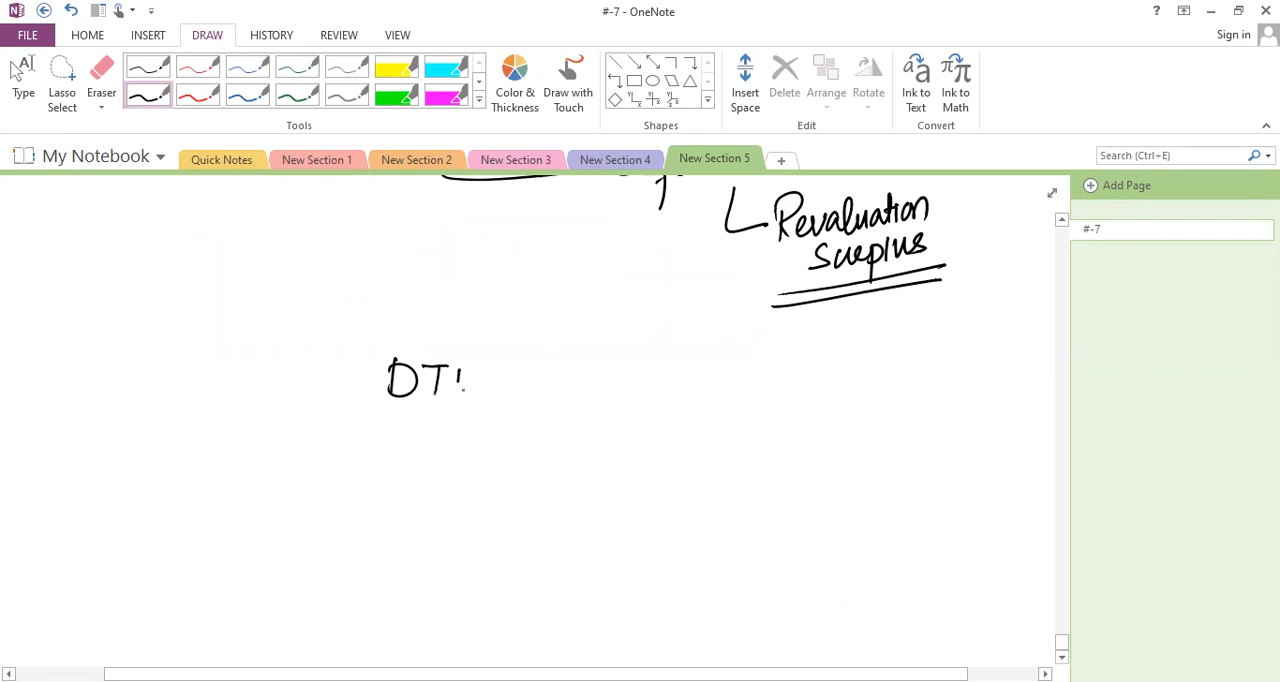 #-7 - OneNote
? 
FILE HOME INSERT DRAW HISTORY REVIEW VIEW Sign in
Type Lasso Select Eraser Color & Thickness Draw with Touch Insert Space Delete Arrange Rotate Ink to Text Ink to Math
Tools Shapes Edit Convert
My Notebook Quick Notes New Section 1 New Section 2 New Section 3 New Section 4 New Section 5 Search (Ctrl+E)
Add Page
#-7
Revaluation
Surplus
DT